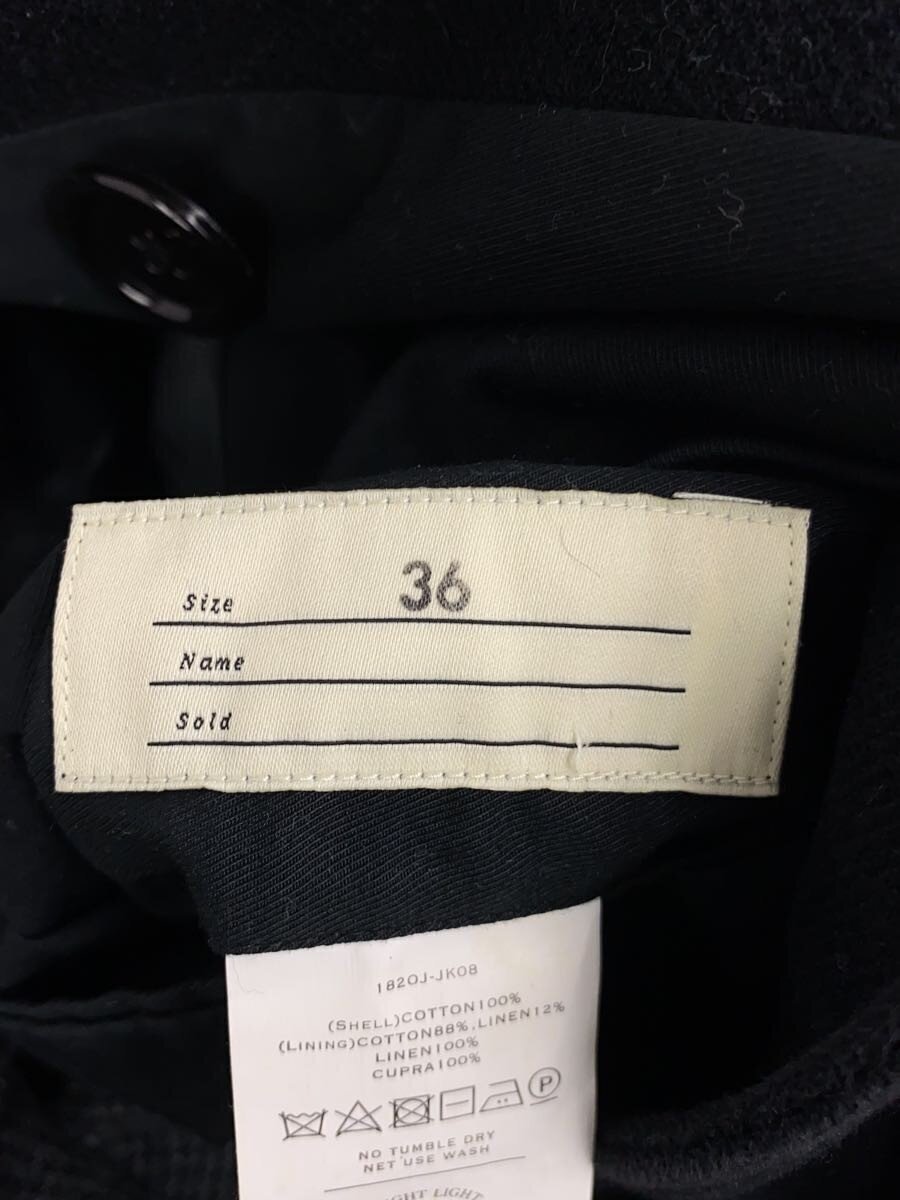 Size 36
Name
Sold
1820J-JK08
(SHELL)COTTON100%
(LINING)COTTON88%, LINEN12%
LINEN100%
CUPRA100%
P
NO TUMBLE DRY
NET USE WASH
LIGHT